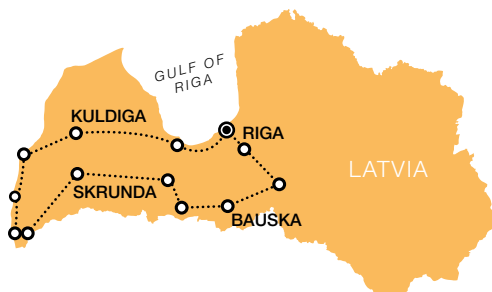 GULF OF
RIGA
KULDIGA
RIGA
LATVIA
SKRUNDA
BAUSKA